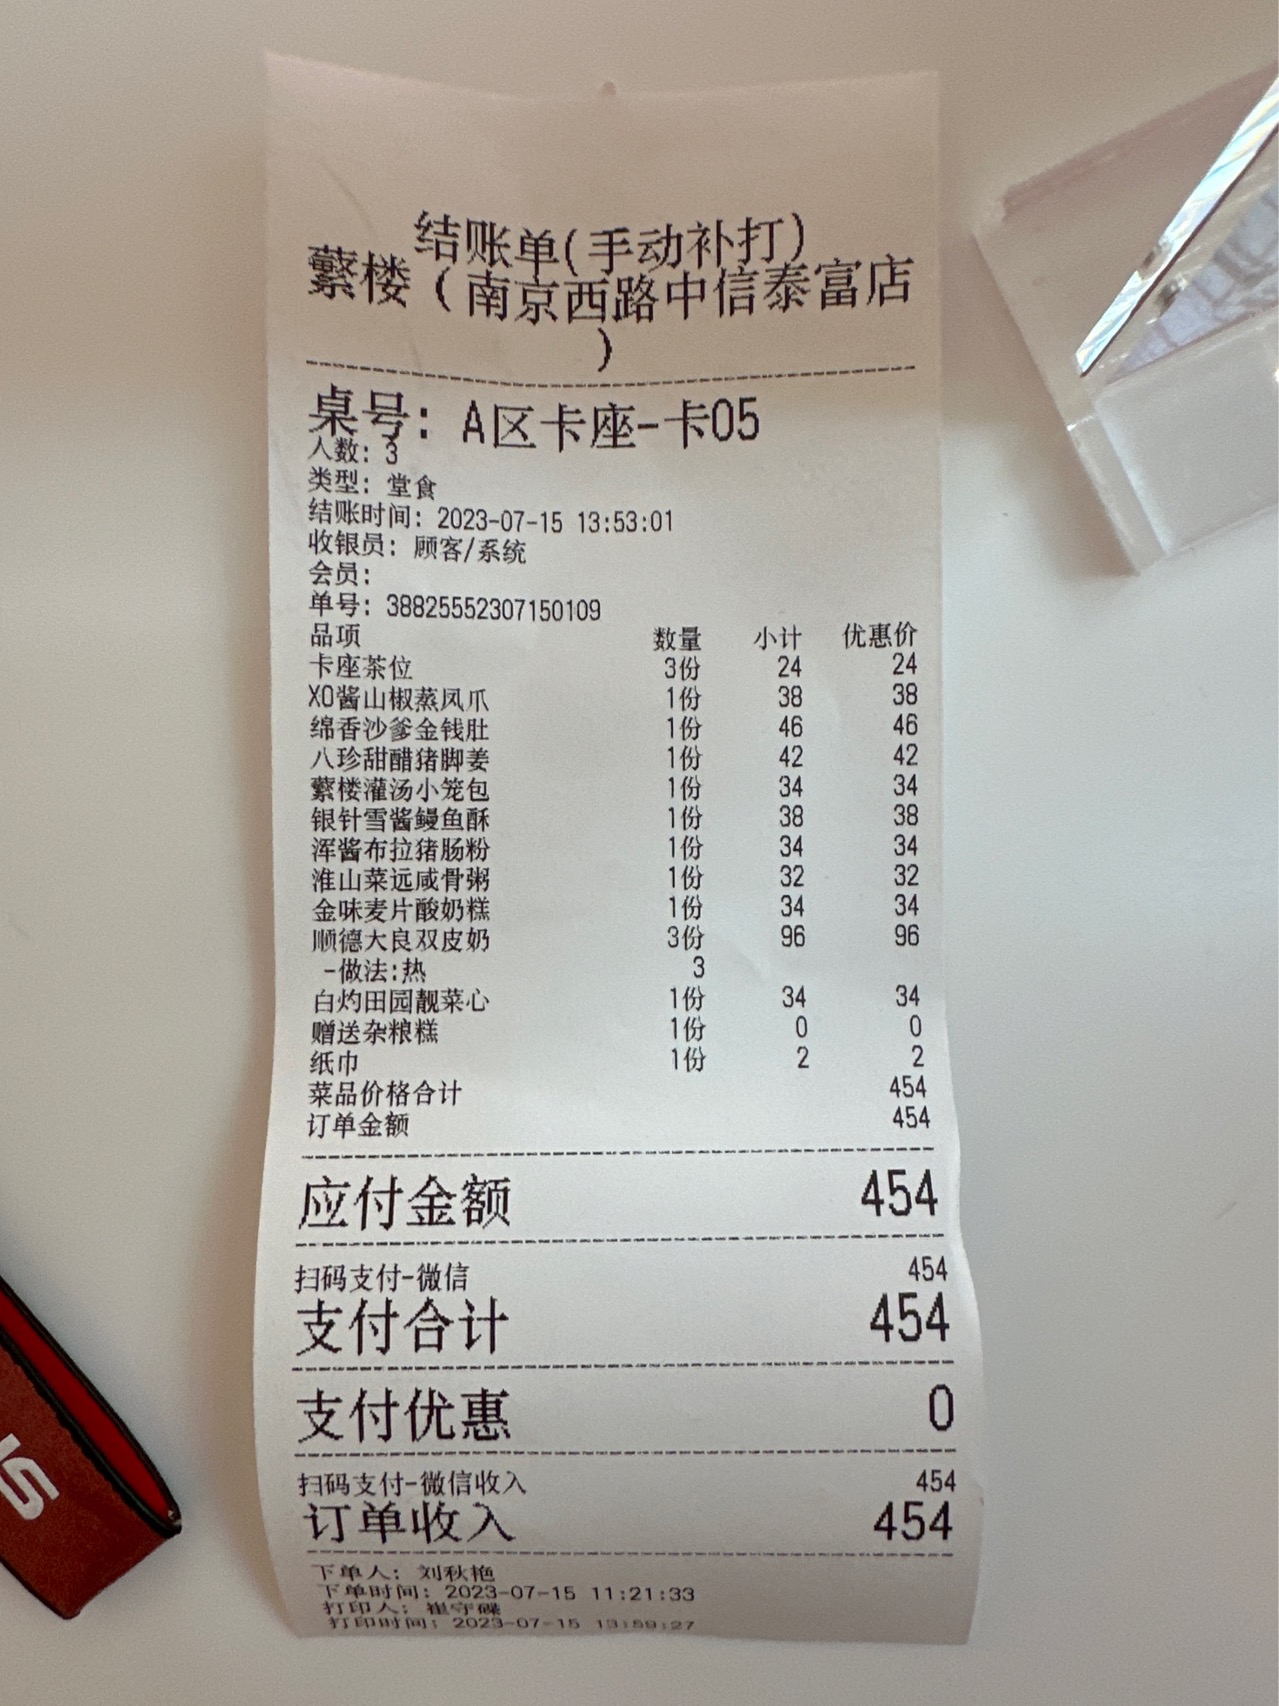 结账单(手动补打)
蘩楼（南京西路中信泰富店
）
桌号: A区卡座-卡05
人数: 3
类型: 堂食
结账时间: 2023-07-15 13:53:01
收银员: 顾客/系统
会员:
单号: 38825552307150109
品项 数量 小计 优惠价
卡座茶位 3份 24 24
XO酱山椒蒸凤爪 1份 38 38
绵香沙爹金钱肚 1份 46 46
八珍甜醋猪脚姜 1份 42 42
蘩楼灌汤小笼包 1份 34 34
银针雪酱鳗鱼酥 1份 38 38
浑酱布拉猪肠粉 1份 34 34
淮山菜远咸骨粥 1份 32 32
金味麦片酸奶糕 1份 34 34
顺德大良双皮奶 3份 96 96
-做法:热 3
白灼田园靓菜心 1份 34 34
赠送杂粮糕 1份 0 0
纸巾 1份 2 2
菜品价格合计 454
订单金额 454
应付金额 454
扫码支付-微信 454
支付合计 454
支付优惠 0
扫码支付-微信收入 454
订单收入 454
下单人: 刘秋艳
下单时间: 2023-07-15 11:21:33
打印人: 崔守碟
打印时间: 2023-07-15 13:59:27
SI